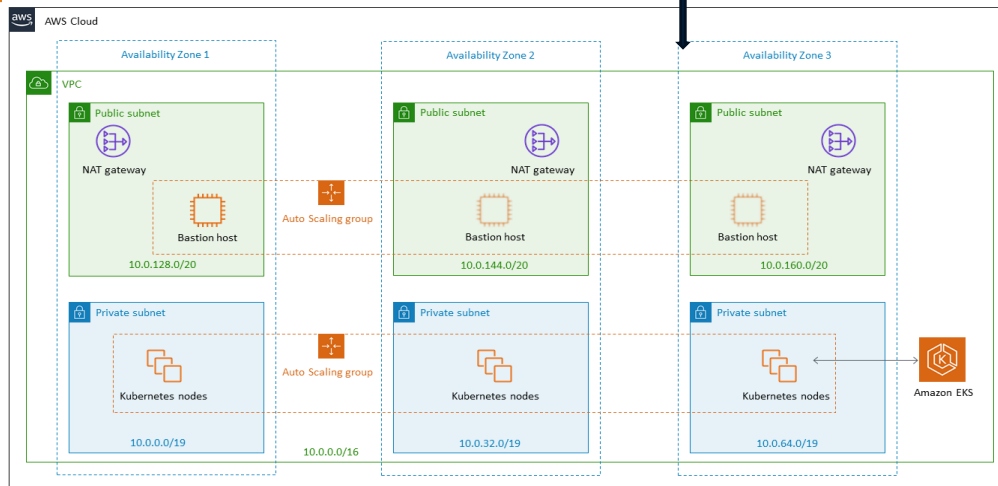 aws
AWS Cloud
Availability Zone 1
Availability Zone 2
Availability Zone 3
VPC
Public subnet
Public subnet
Public subnet
NAT gateway
NAT gateway
NAT gateway
Auto Scaling group
Bastion host
Bastion host
Bastion host
10.0.128.0/20
10.0.144.0/20
10.0.160.0/20
Private subnet
Private subnet
Private subnet
Auto Scaling group
Kubernetes nodes
Kubernetes nodes
Kubernetes nodes
K
Amazon EKS
10.0.0.0/19
10.0.32.0/19
10.0.64.0/19
10.0.0.0/16